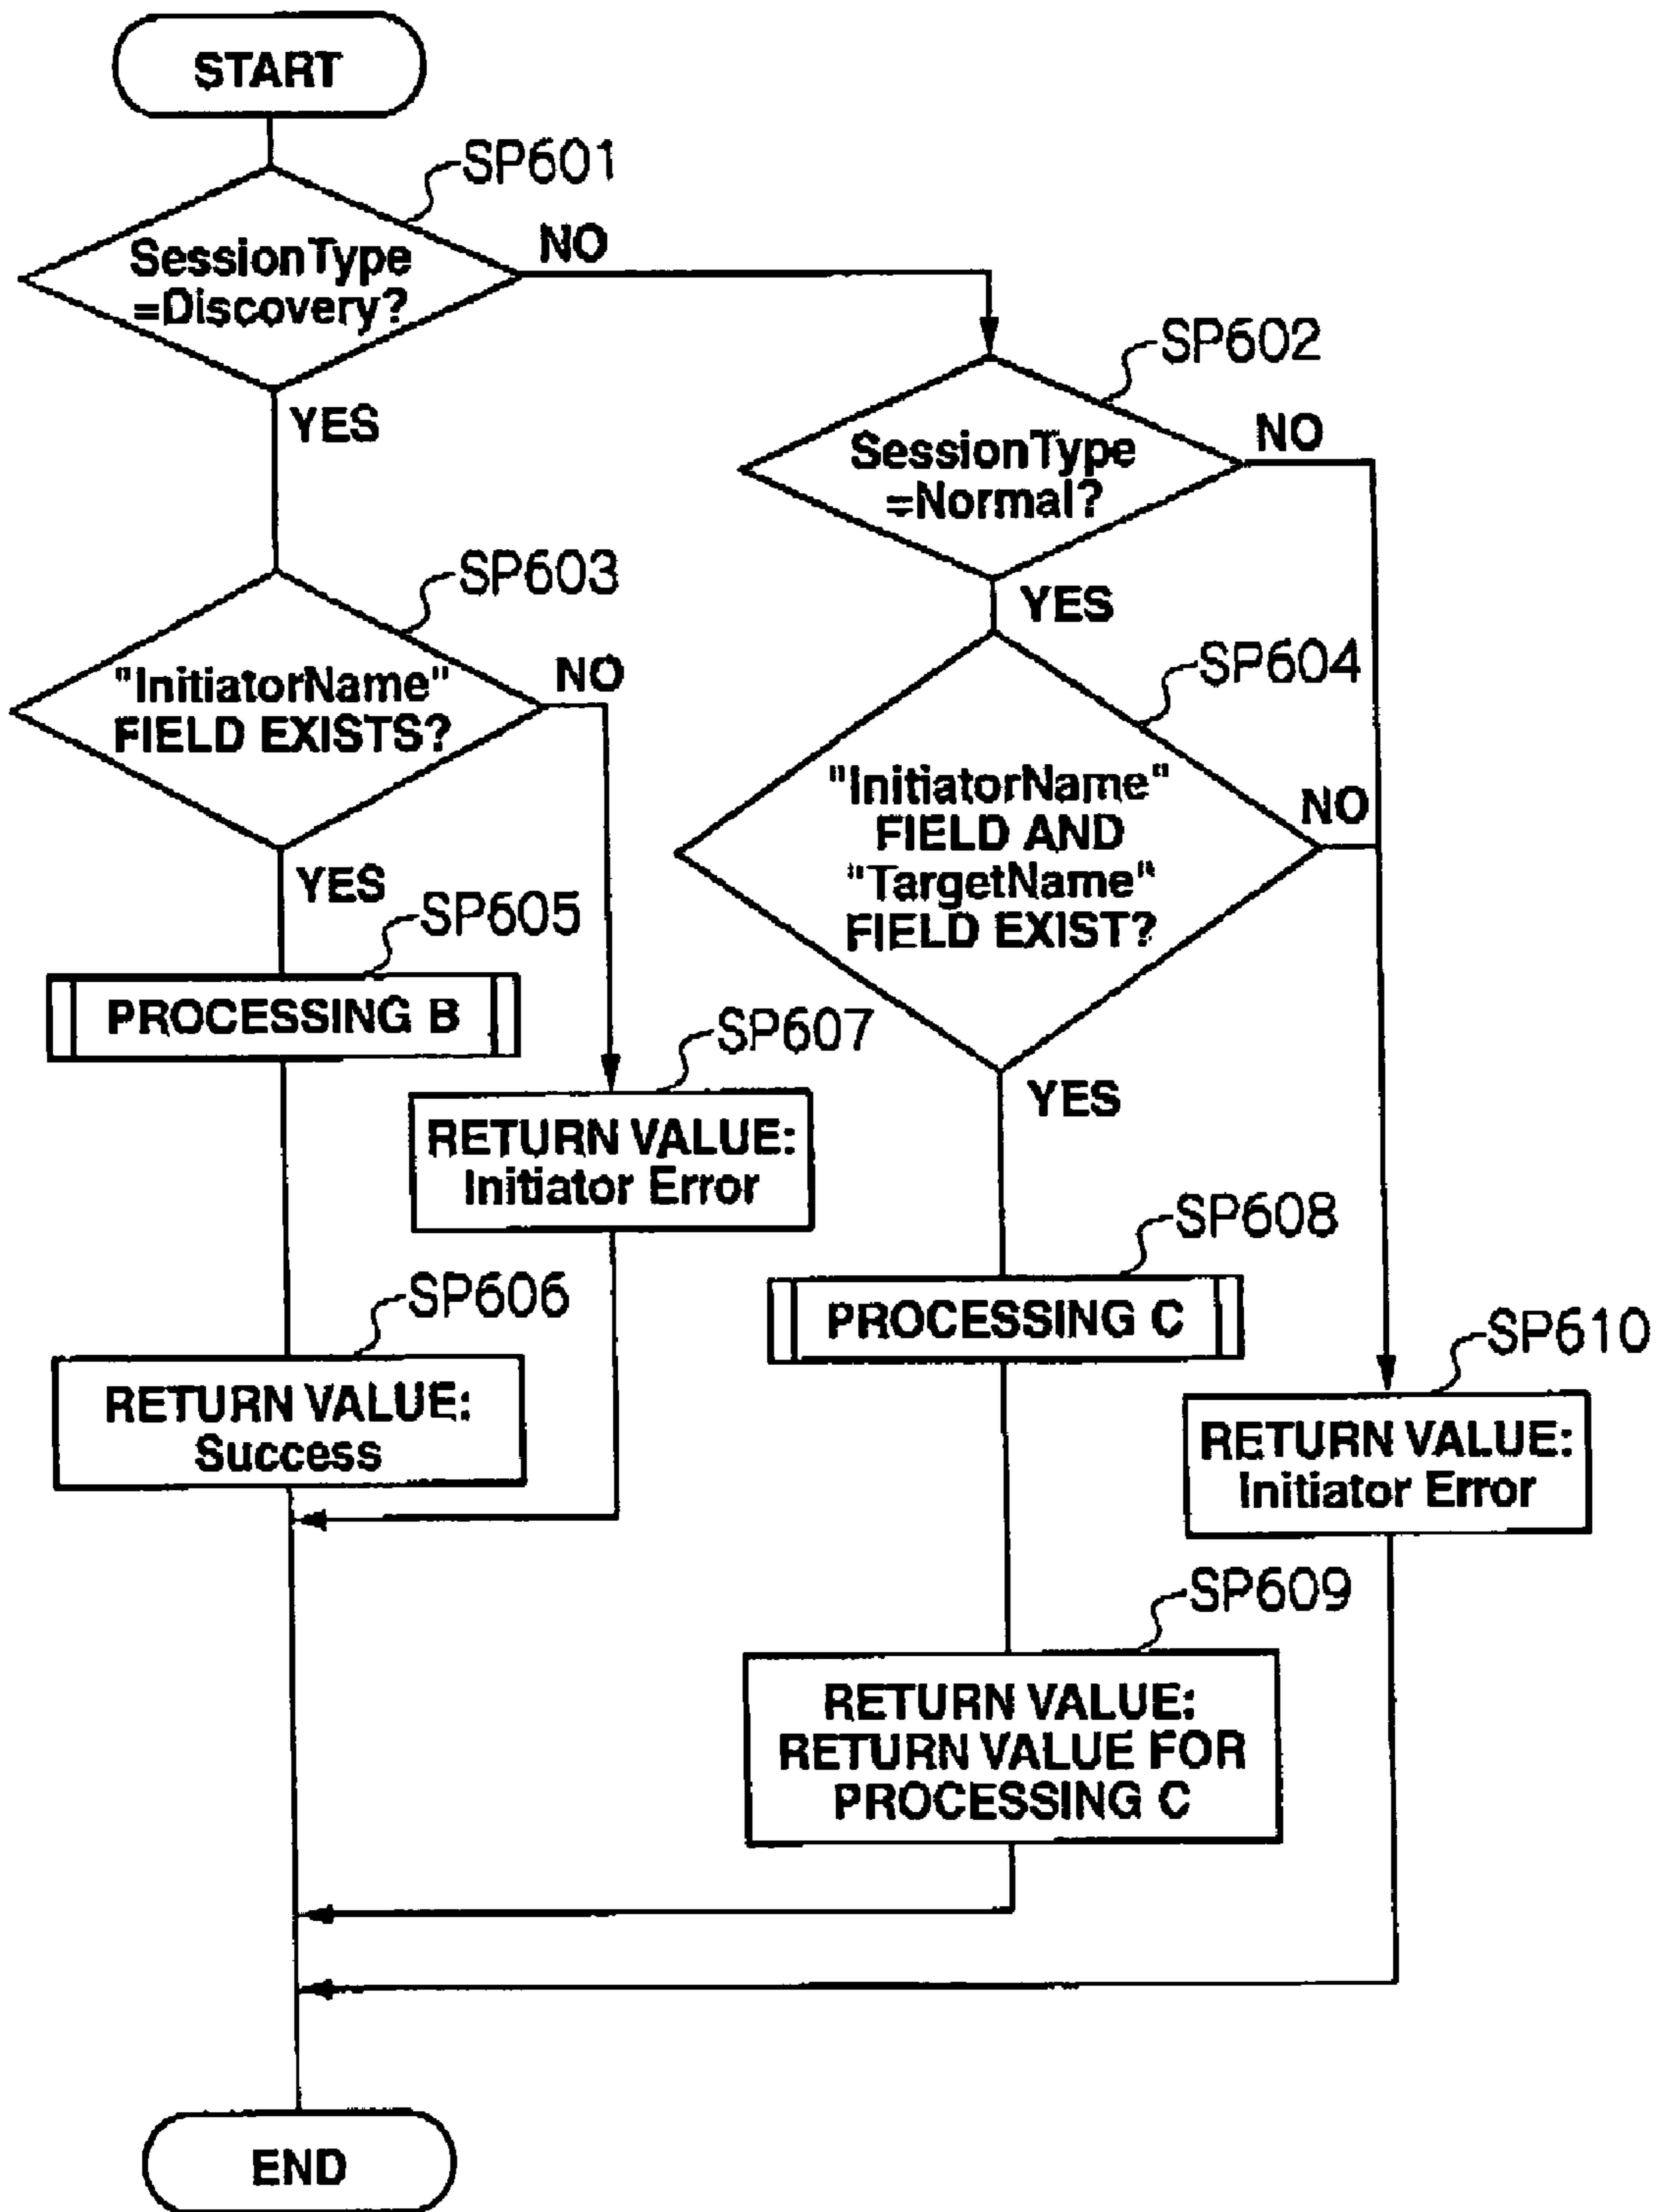 START
SP601
SessionType
=Discovery?
NO
YES
SP602
SessionType
=Normal?
NO
YES
SP603
"InitiatorName"
FIELD EXISTS?
NO
YES
SP604
"InitiatorName"
FIELD AND
"TargetName"
FIELD EXIST?
NO
YES
SP605
PROCESSING B
SP607
RETURN VALUE:
Initiator Error
SP608
PROCESSING C
SP606
RETURN VALUE:
Success
SP610
RETURN VALUE:
Initiator Error
SP609
RETURN VALUE:
RETURN VALUE FOR
PROCESSING C
END